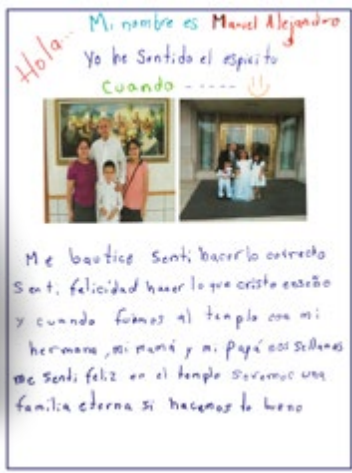 Hola... Mi nombre es Manuel Alejandro
Yo he Sentido el espiritu
Cuando -----
Me bautice Senti hacer lo correcto
Senti felicidad hacer lo que cristo enseño
y cuando fuimos al templo con mi
hermana, mi mamá y mi papá nos sellamos
me senti feliz en el templo Seremos una
familia eterna si hacemos lo bueno